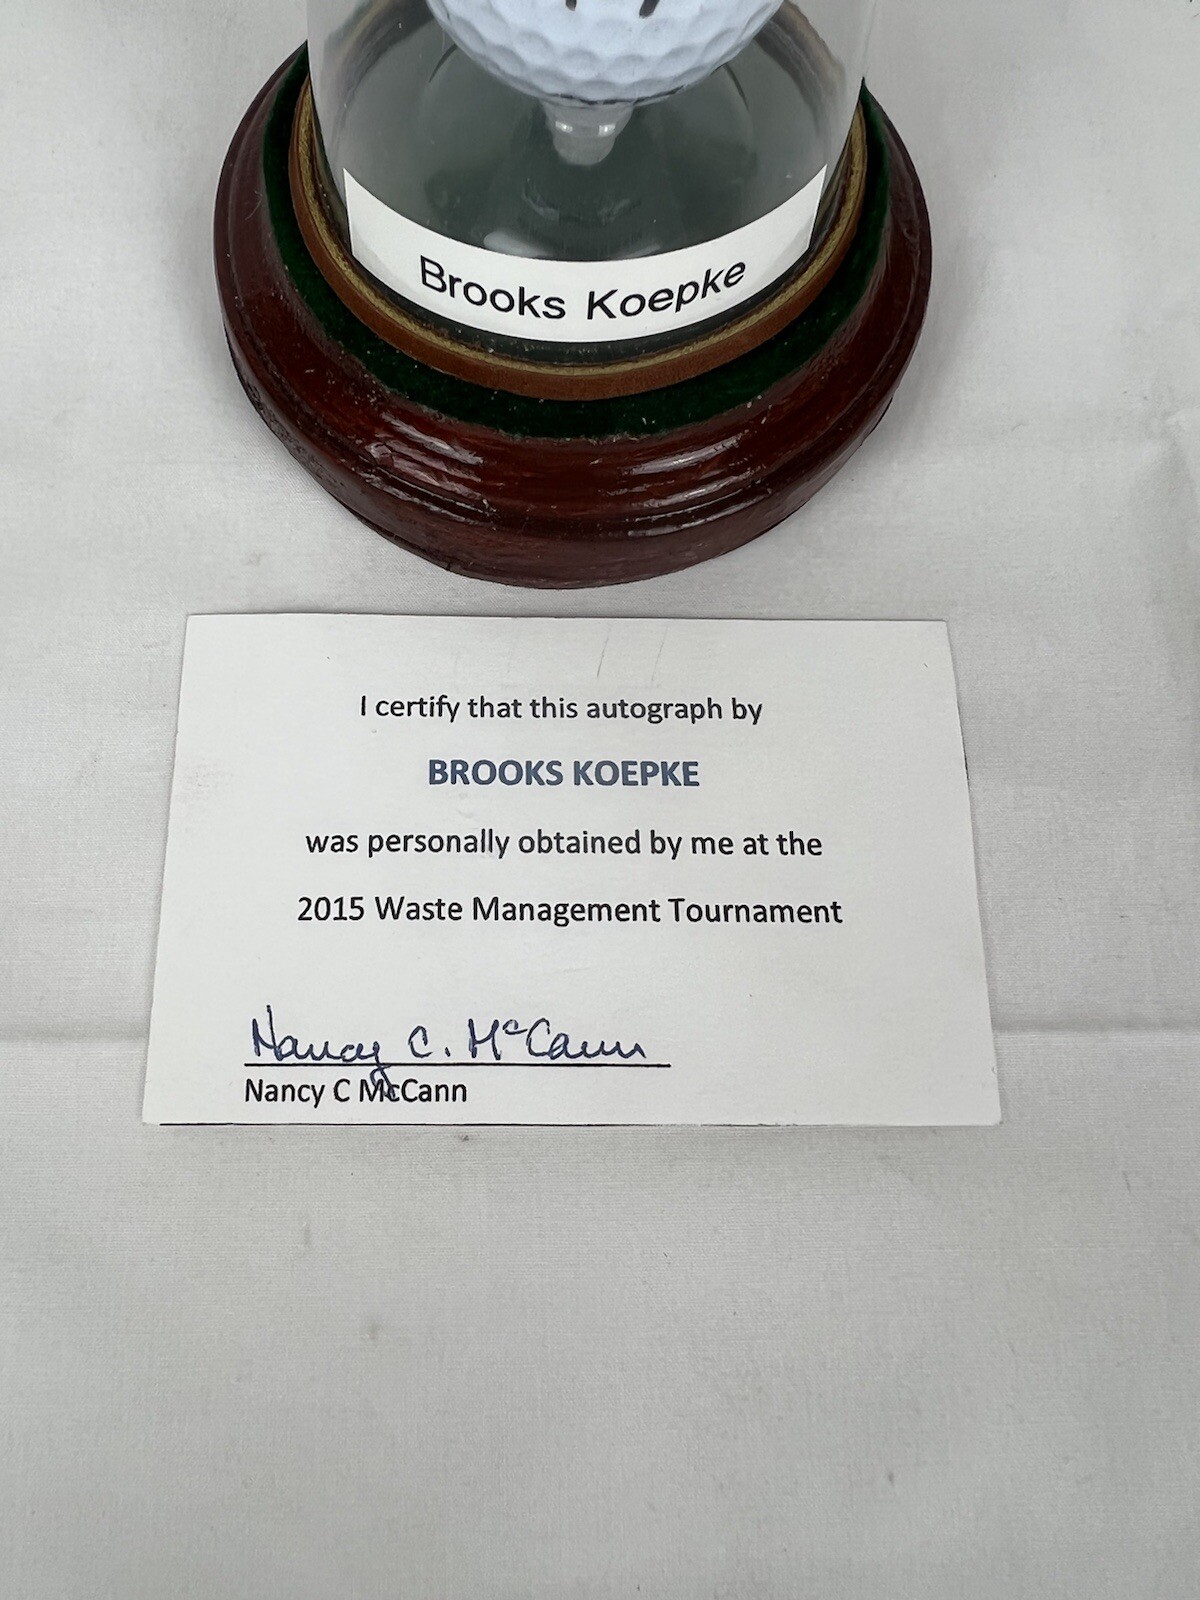 Brooks Koepke
I certify that this autograph by
BROOKS KOEPKE
was personally obtained by me at the
2015 Waste Management Tournament
Nancy C. McCann
Nancy C McCann